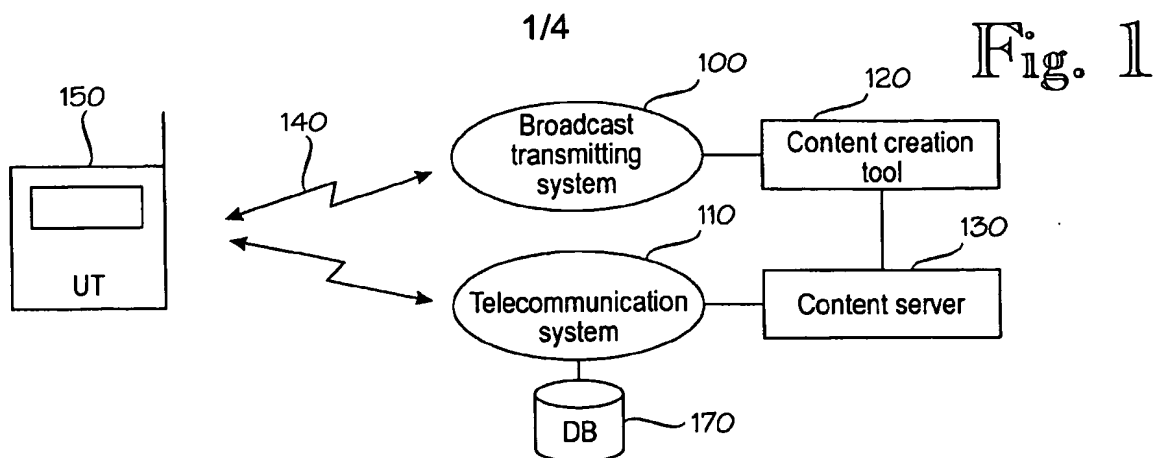 1/4
Fig. 1
150
140
100
120
Broadcast
transmitting
system
Content creation
tool
110
130
UT
Telecommunication
system
Content server
DB
170